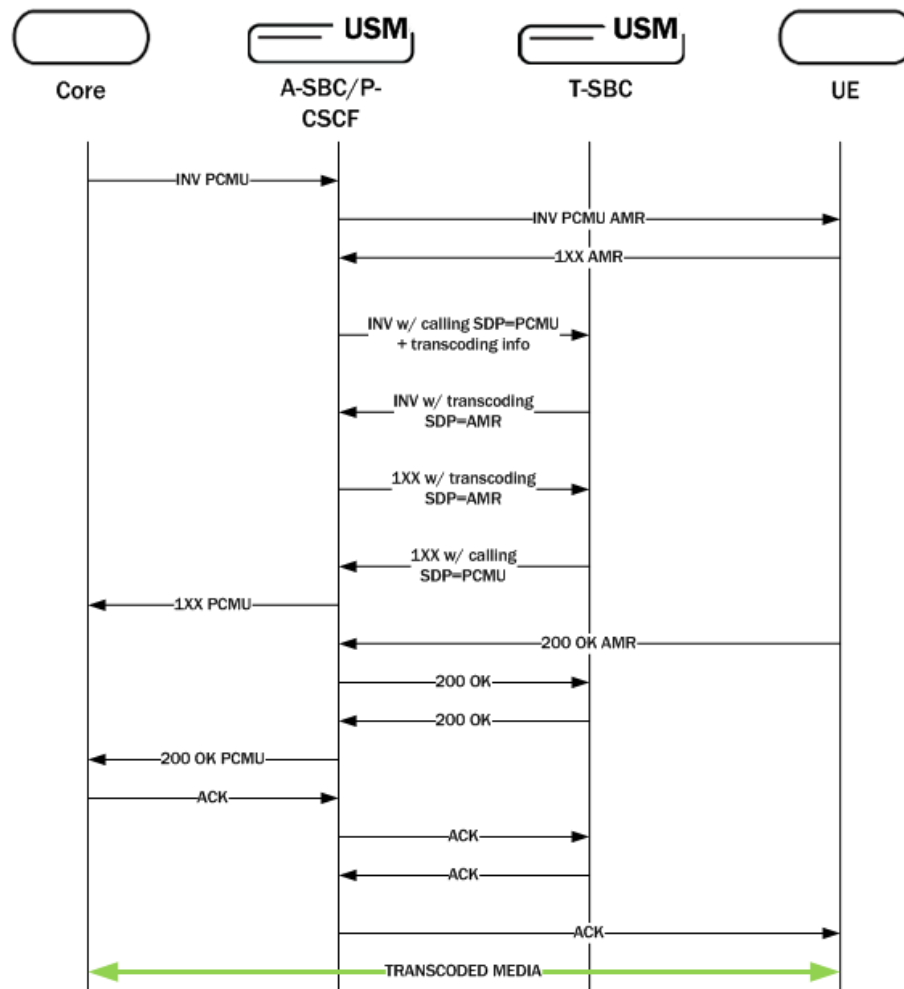 USM
USM
Core
A-SBC/P-
CSCF
T-SBC
UE
INV PCMU
INV PCMU AMR
1XX AMR
INV w/ calling SDP=PCMU
+ transcoding info
INV w/ transcoding
SDP=AMR
1XX w/ transcoding
SDP=AMR
1XX w/ calling
SDP=PCMU
1XX PCMU
200 OK AMR
200 OK
200 OK
200 OK PCMU
ACK
ACK
ACK
ACK
TRANSCODED MEDIA